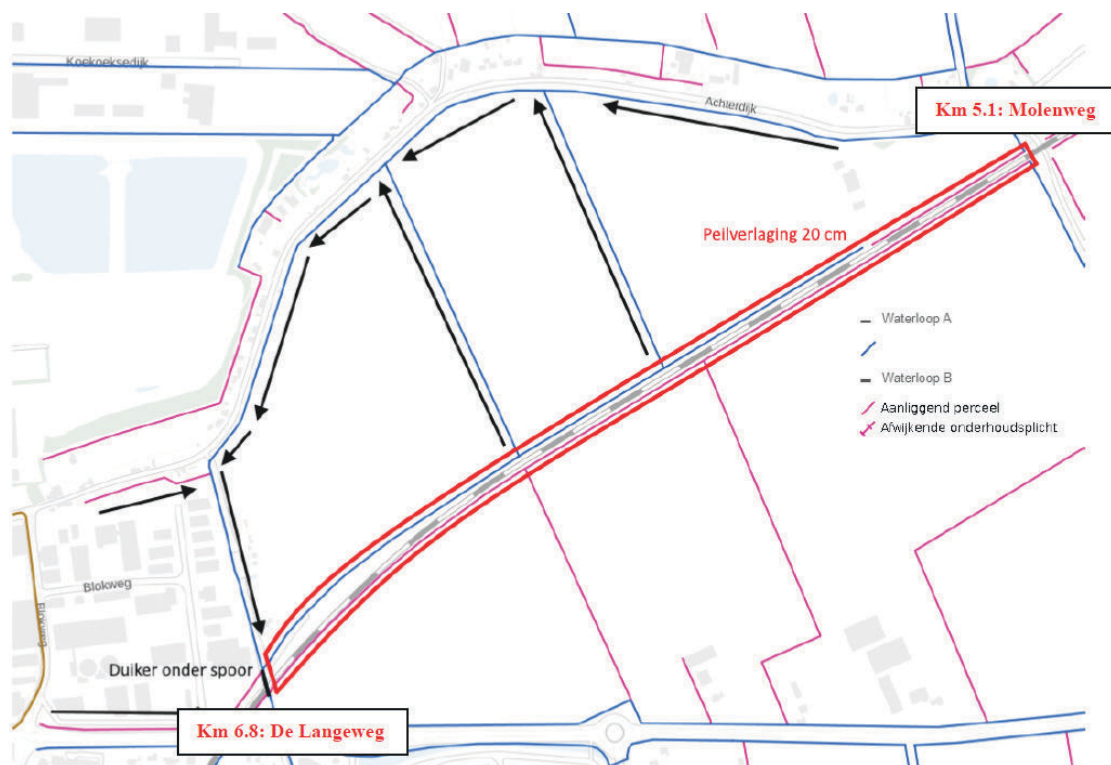 Koekoeksedijk
Achterdijk
Km 5.1: Molenweg
Peilverlaging 20 cm
Waterloop A
Waterloop B
Aanliggend perceel
Afwijkende onderhoudsplicht
Blokweg
Blokweg
Duiker onder spoor
Km 6.8: De Langeweg